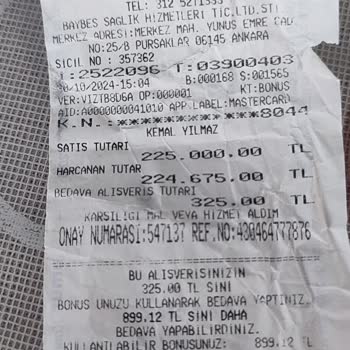 TEL: 312 5271333
BAYBES SAGLIK HIZMETLERI TIC.LTD.STI
MERKEZ ADRESI:MERKEZ MAH. YUNUS EMRE CAD.
NO:25/B PURSAKLAR 06145 ANKARA
SICIL NO : 357362
I:2522096 T:03900403
10/2024-15:04 B:000168 S:001565
VER:VIZTB8U6A OP:000001 KT:BONUS
AID:A0000000041010 APP LABEL:MASTERCARD
K.N.:************8044
KEMAL YILMAZ
SATIS TUTARI
225.000.00 TL
HARCANAN TUTAR
224.675.00 TL
BEDAVA ALISVERIS TUTARI
325.00 TL
KARSILIGI MAL VEYA HIZMET ALDIM
ONAY NUMARASI:547137 REF.NO:430464777876
BU ALISVERISINIZIN
325.00 TL SINI
BONUS UNUZU KULLANARAK BEDAVA YAPTINIZ.
899.12 TL SINI DAHA
BEDAVA YAPABILIRDINIZ.
KULLANILABILIR BONUSUNUZ: 899.12 TL